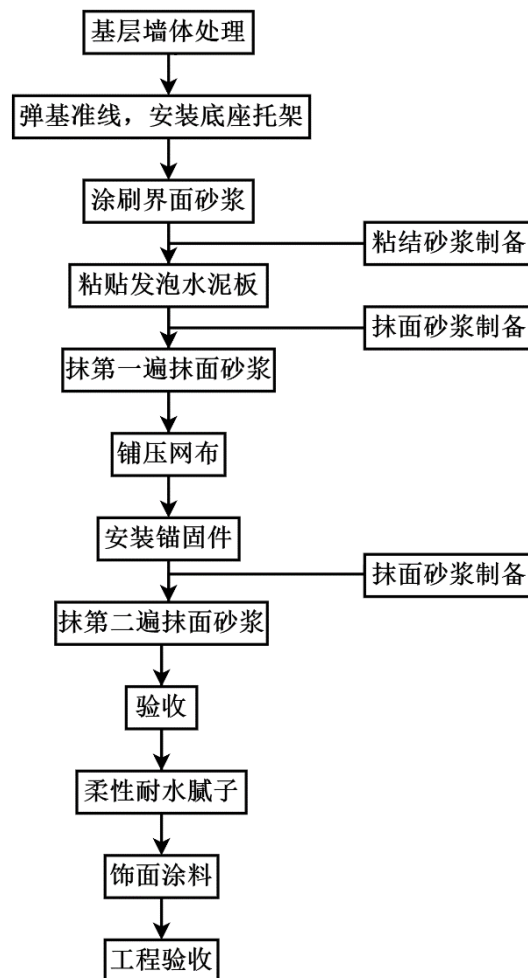 基层墙体处理
弹基准线，安装底座托架
涂刷界面砂浆
粘结砂浆制备
粘贴发泡水泥板
抹面砂浆制备
抹第一遍抹面砂浆
铺压网布
安装锚固件
抹面砂浆制备
抹第二遍抹面砂浆
验收
柔性耐水腻子
饰面涂料
工程验收